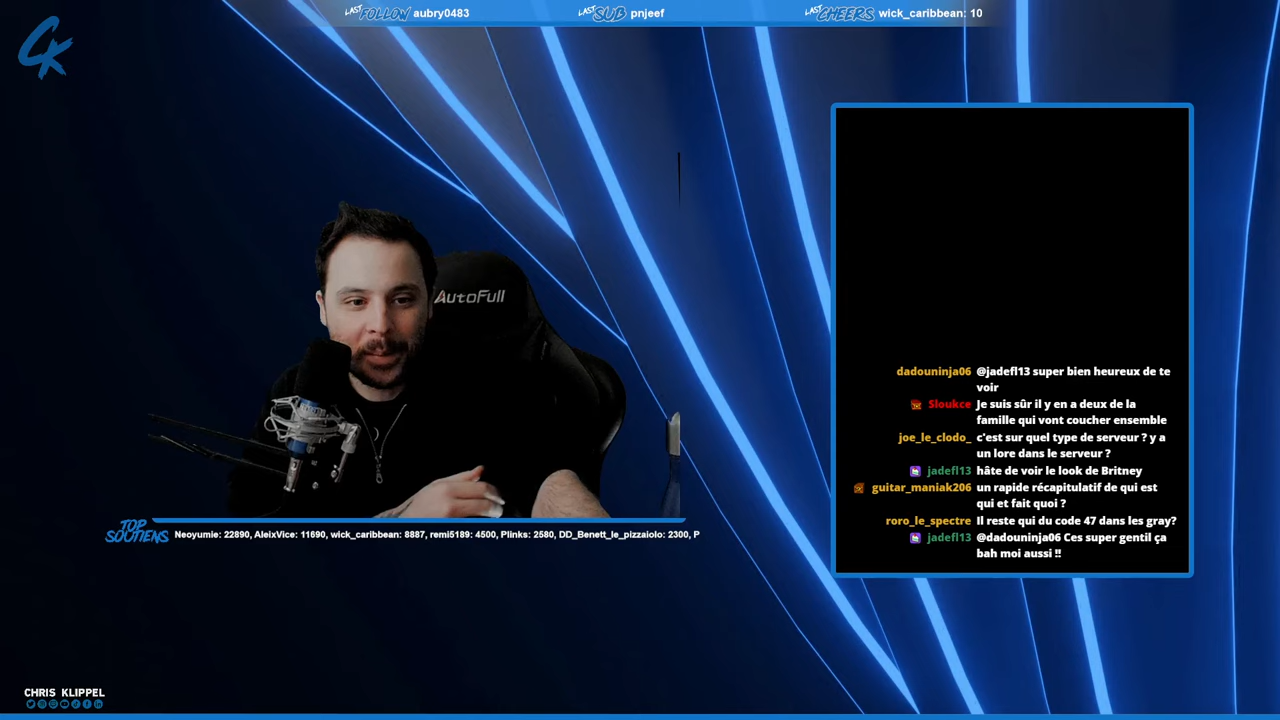 LAST FOLLOW aubry0483
LAST SUB pnjeef
LAST CHEERS wick_caribbean: 10
CK
AutoFull
dadouninja06 @jadefl13 super bien heureux de te
voir
Sloukce Je suis sûr il y en a deux de la
famille qui vont coucher ensemble
joe_le_clodo_ c'est sur quel type de serveur ? y a
un lore dans le serveur ?
jadefl13 hâte de voir le look de Britney
guitar_maniak206 un rapide récapitulatif de qui est
qui et fait quoi ?
roro_le_spectre Il reste qui du code 47 dans les gray?
jadefl13 @dadouninja06 Ces super gentil ça
bah moi aussi !!
TOP
SOUTIENS Neoyumie: 22890, AleixVice: 11690, wick_caribbean: 8887, remi5189: 4500, Plinks: 2580, DD_Benett_le_pizzaiolo: 2300, P
CHRIS KLIPPEL